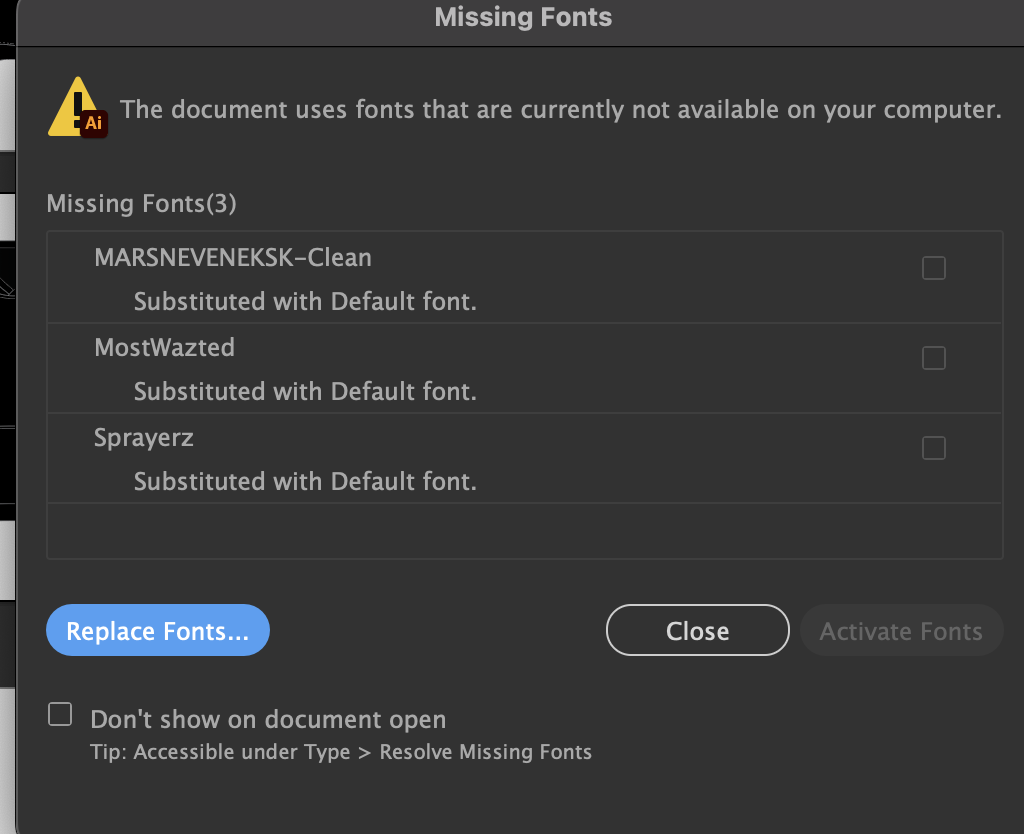 Missing Fonts
Ai
The document uses fonts that are currently not available on your computer.
Missing Fonts(3)
MARSNEVENEKSK-Clean
Substituted with Default font.
MostWazted
Substituted with Default font.
Sprayerz
Substituted with Default font.
Replace Fonts...
Close
Activate Fonts
Don't show on document open
Tip: Accessible under Type > Resolve Missing Fonts